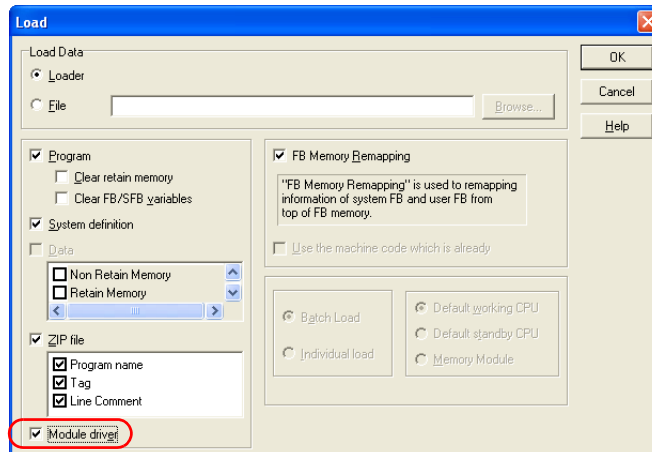 Load
Load Data
Loader
File
Browse...
OK
Cancel
Help
Program
Clear retain memory
Clear FB/SFB variables
System definition
Data
Non Retain Memory
Retain Memory
ZIP file
Program name
Tag
Line Comment
Module driver
FB Memory Remapping
"FB Memory Remapping" is used to remapping
information of system FB and user FB from
top of FB memory.
Use the machine code which is already
Batch Load
Individual load
Default working CPU
Default standby CPU
Memory Module